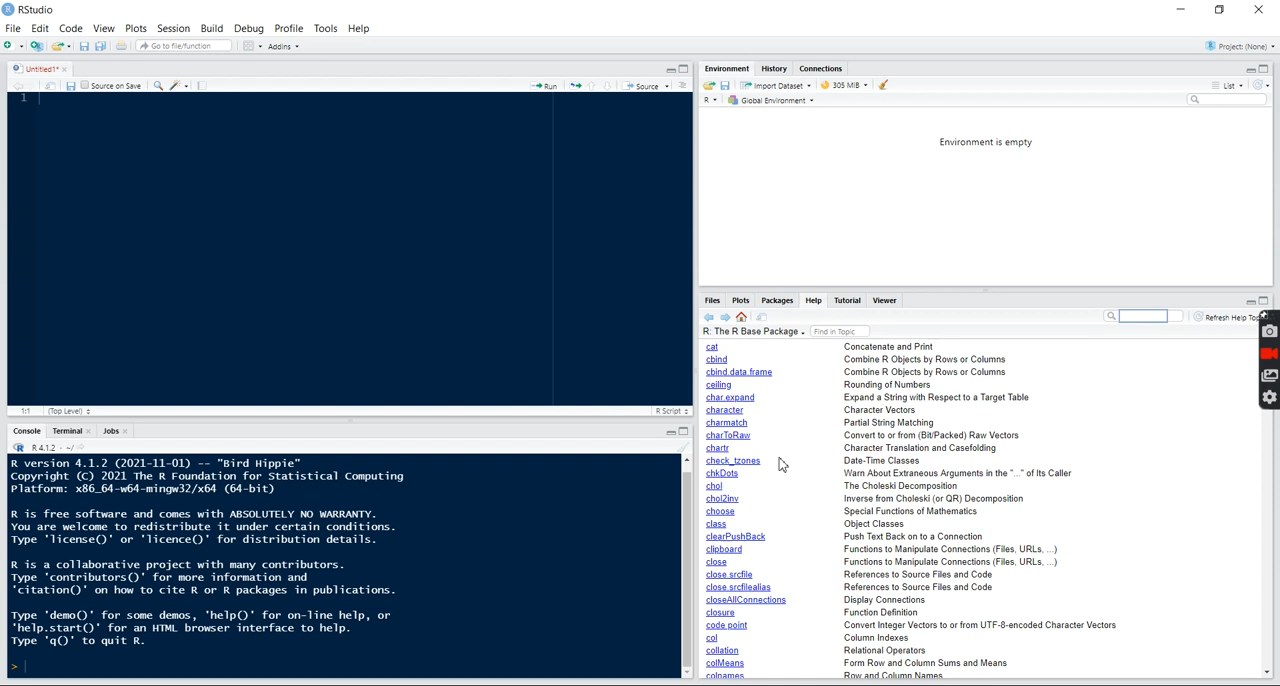 RStudio
File Edit Code View Plots Session Build Debug Profile Tools Help
Go to file/function Addins Project: (None)
Untitled1*
Source on Save Run Source
1
1:1 (Top Level) R Script
Console Terminal Jobs
R 4.1.2 · ~/
R version 4.1.2 (2021-11-01) -- "Bird Hippie"
Copyright (C) 2021 The R Foundation for Statistical Computing
Platform: x86_64-w64-mingw32/x64 (64-bit)
R is free software and comes with ABSOLUTELY NO WARRANTY.
You are welcome to redistribute it under certain conditions.
Type 'license()' or 'licence()' for distribution details.
R is a collaborative project with many contributors.
Type 'contributors()' for more information and
'citation()' on how to cite R or R packages in publications.
Type 'demo()' for some demos, 'help()' for on-line help, or
'help.start()' for an HTML browser interface to help.
Type 'q()' to quit R.
>
Environment History Connections
Import Dataset 305 MiB List
R Global Environment
Environment is empty
Files Plots Packages Help Tutorial Viewer
Refresh Help
R: The R Base Package Find in Topic
cat Concatenate and Print
cbind Combine R Objects by Rows or Columns
cbind.data.frame Combine R Objects by Rows or Columns
ceiling Rounding of Numbers
char.expand Expand a String with Respect to a Target Table
character Character Vectors
charmatch Partial String Matching
charToRaw Convert to or from (Bit/Packed) Raw Vectors
chartr Character Translation and Casefolding
check_tzones Date-Time Classes
chkDots Warn About Extraneous Arguments in the "..." of Its Caller
chol The Choleski Decomposition
chol2inv Inverse from Choleski (or QR) Decomposition
choose Special Functions of Mathematics
class Object Classes
clearPushBack Push Text Back on to a Connection
clipboard Functions to Manipulate Connections (Files, URLs, ...)
close Functions to Manipulate Connections (Files, URLs, ...)
close.srcfile References to Source Files and Code
close.srcfilealias References to Source Files and Code
closeAllConnections Display Connections
closure Function Definition
code point Convert Integer Vectors to or from UTF-8-encoded Character Vectors
col Column Indexes
collation Relational Operators
colMeans Form Row and Column Sums and Means
colnames Row and Column Names